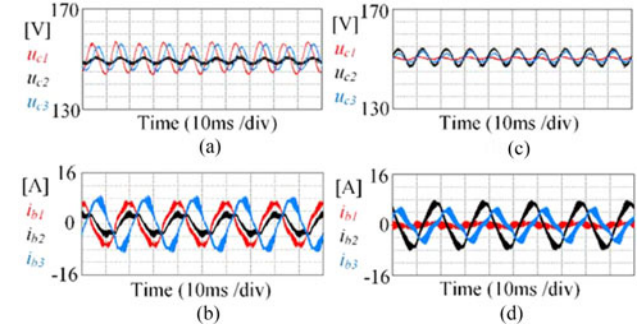 170
[V]
u_c1
u_c2
u_c3
130
Time (10ms /div)
(a)
170
[V]
u_c1
u_c2
u_c3
130
Time (10ms /div)
(c)
16
[A]
i_b1
0
i_b2
i_b3
-16
Time (10ms /div)
(b)
16
[A]
i_b1
0
i_b2
i_b3
-16
Time (10ms /div)
(d)